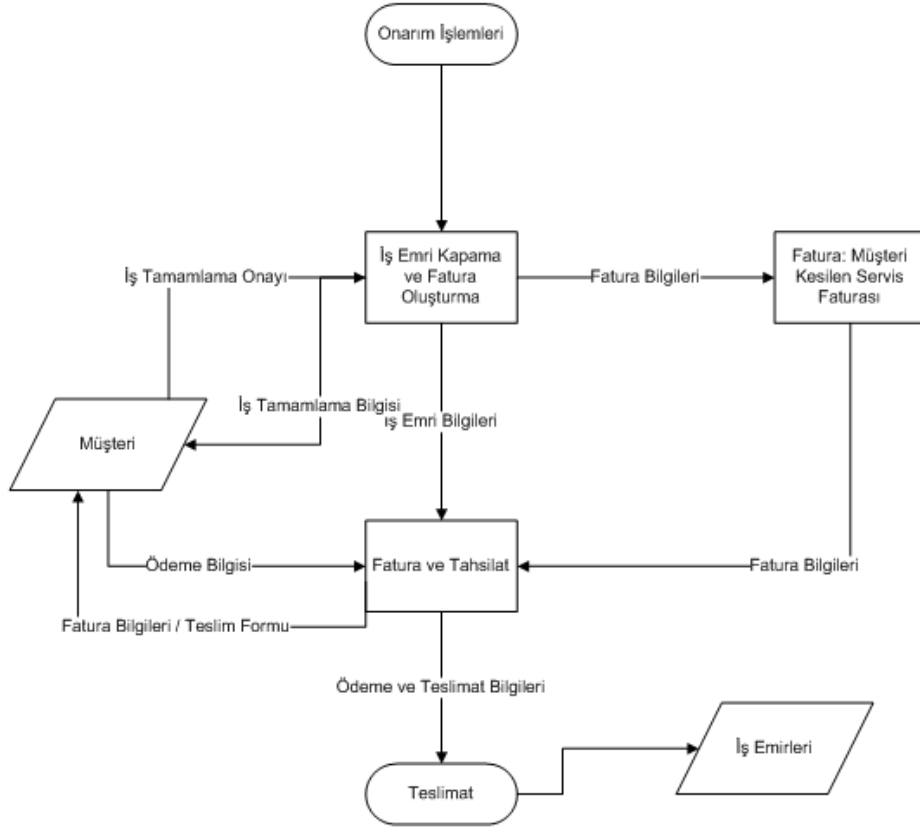 Onarım İşlemleri
İş Emri Kapama
ve Fatura
Oluşturma
Fatura: Müşteri
Kesilen Servis
Faturası
İş Tamamlama Onayı
Fatura Bilgileri
İş Tamamlama Bilgisi
İş Emri Bilgileri
Müşteri
Ödeme Bilgisi
Fatura ve Tahsilat
Fatura Bilgileri
Fatura Bilgileri / Teslim Formu
Ödeme ve Teslimat Bilgileri
İş Emirleri
Teslimat